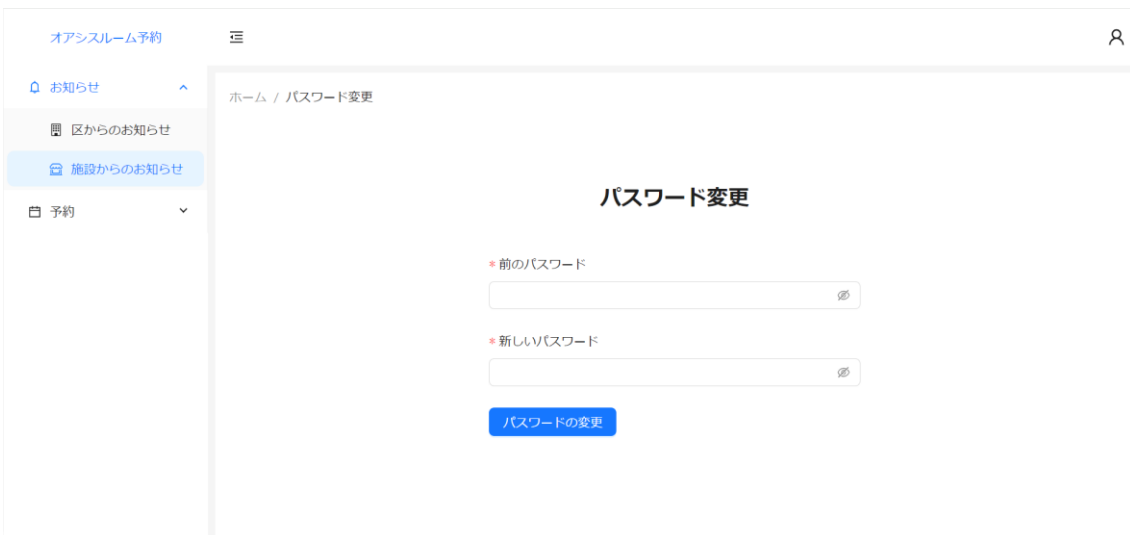 オアシスルーム予約
お知らせ
区からのお知らせ
施設からのお知らせ
予約
ホーム / パスワード変更
パスワード変更
* 前のパスワード
* 新しいパスワード
パスワードの変更